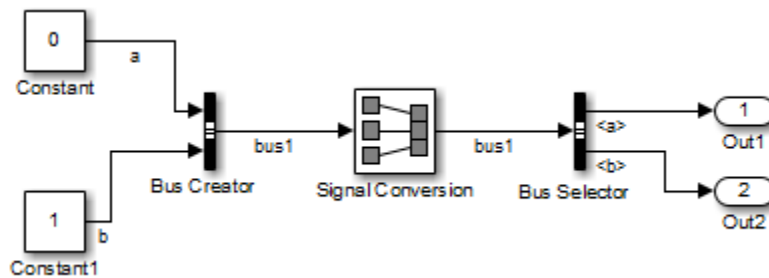 0
a
Constant
1
b
Constant1
Bus Creator
bus1
Signal Conversion
bus1
Bus Selector
<a>
<b>
1
Out1
2
Out2